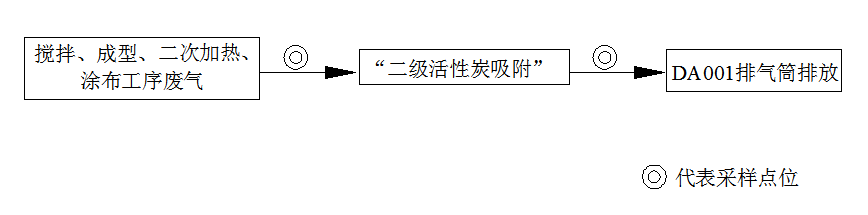 搅拌、成型、二次加热、
涂布工序废气
“二级活性炭吸附”
DA001排气筒排放
代表采样点位